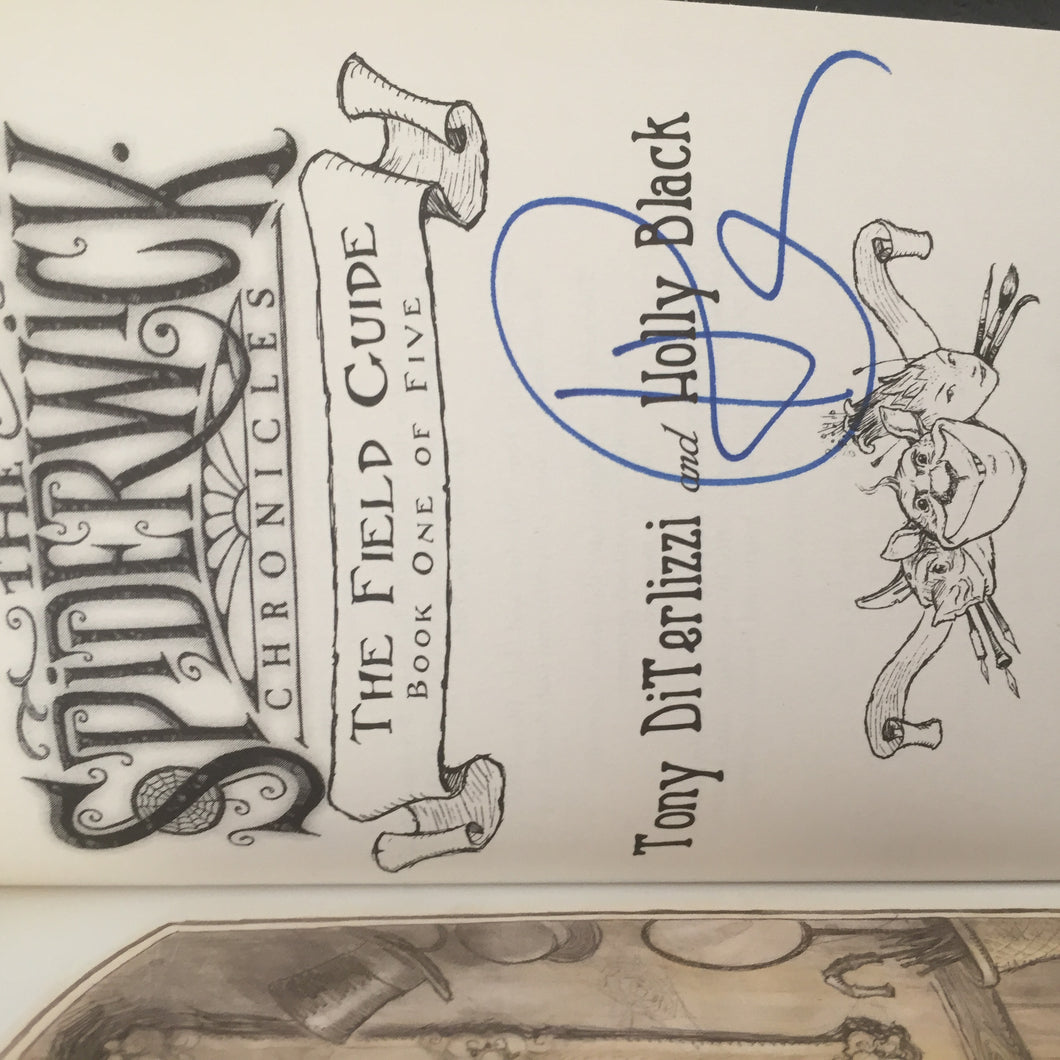 THE
SPIDERWICK
CHRONICLES
THE FIELD GUIDE
BOOK ONE OF FIVE
Tony DiTerlizzi and Holly Black